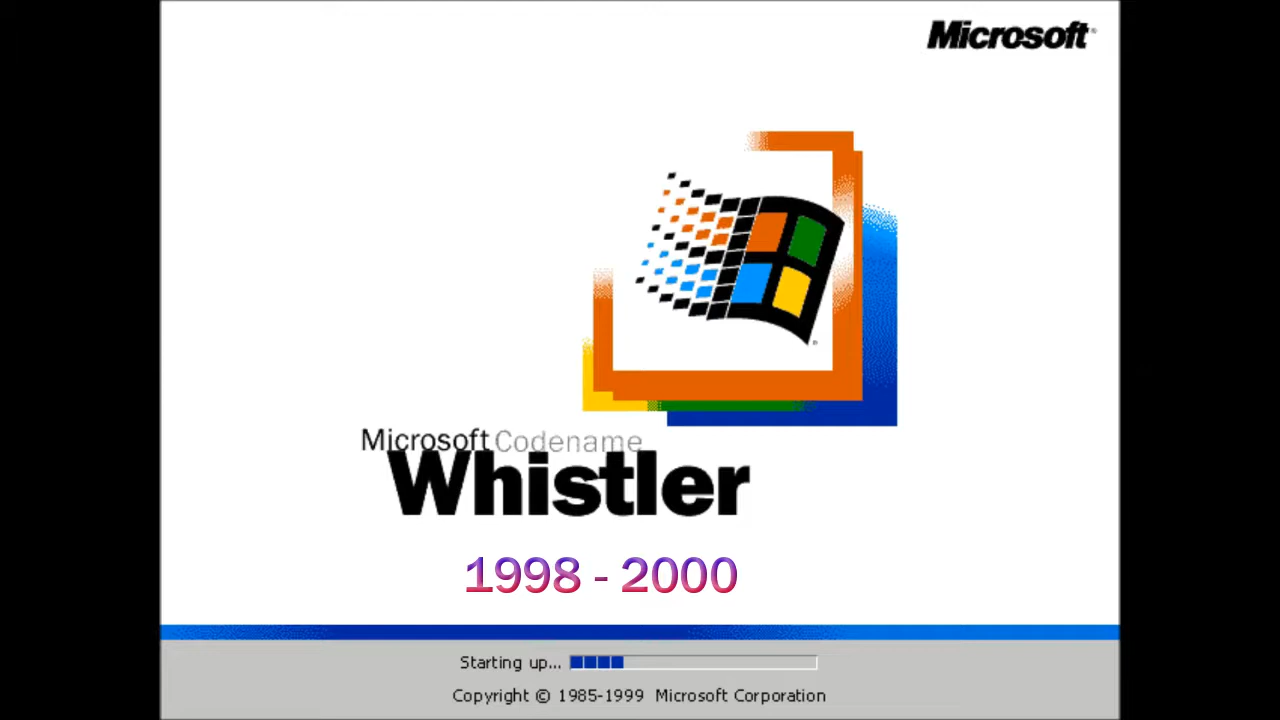 Microsoft®
Microsoft Codename
Whistler
1998 - 2000
Starting up...
Copyright © 1985-1999 Microsoft Corporation